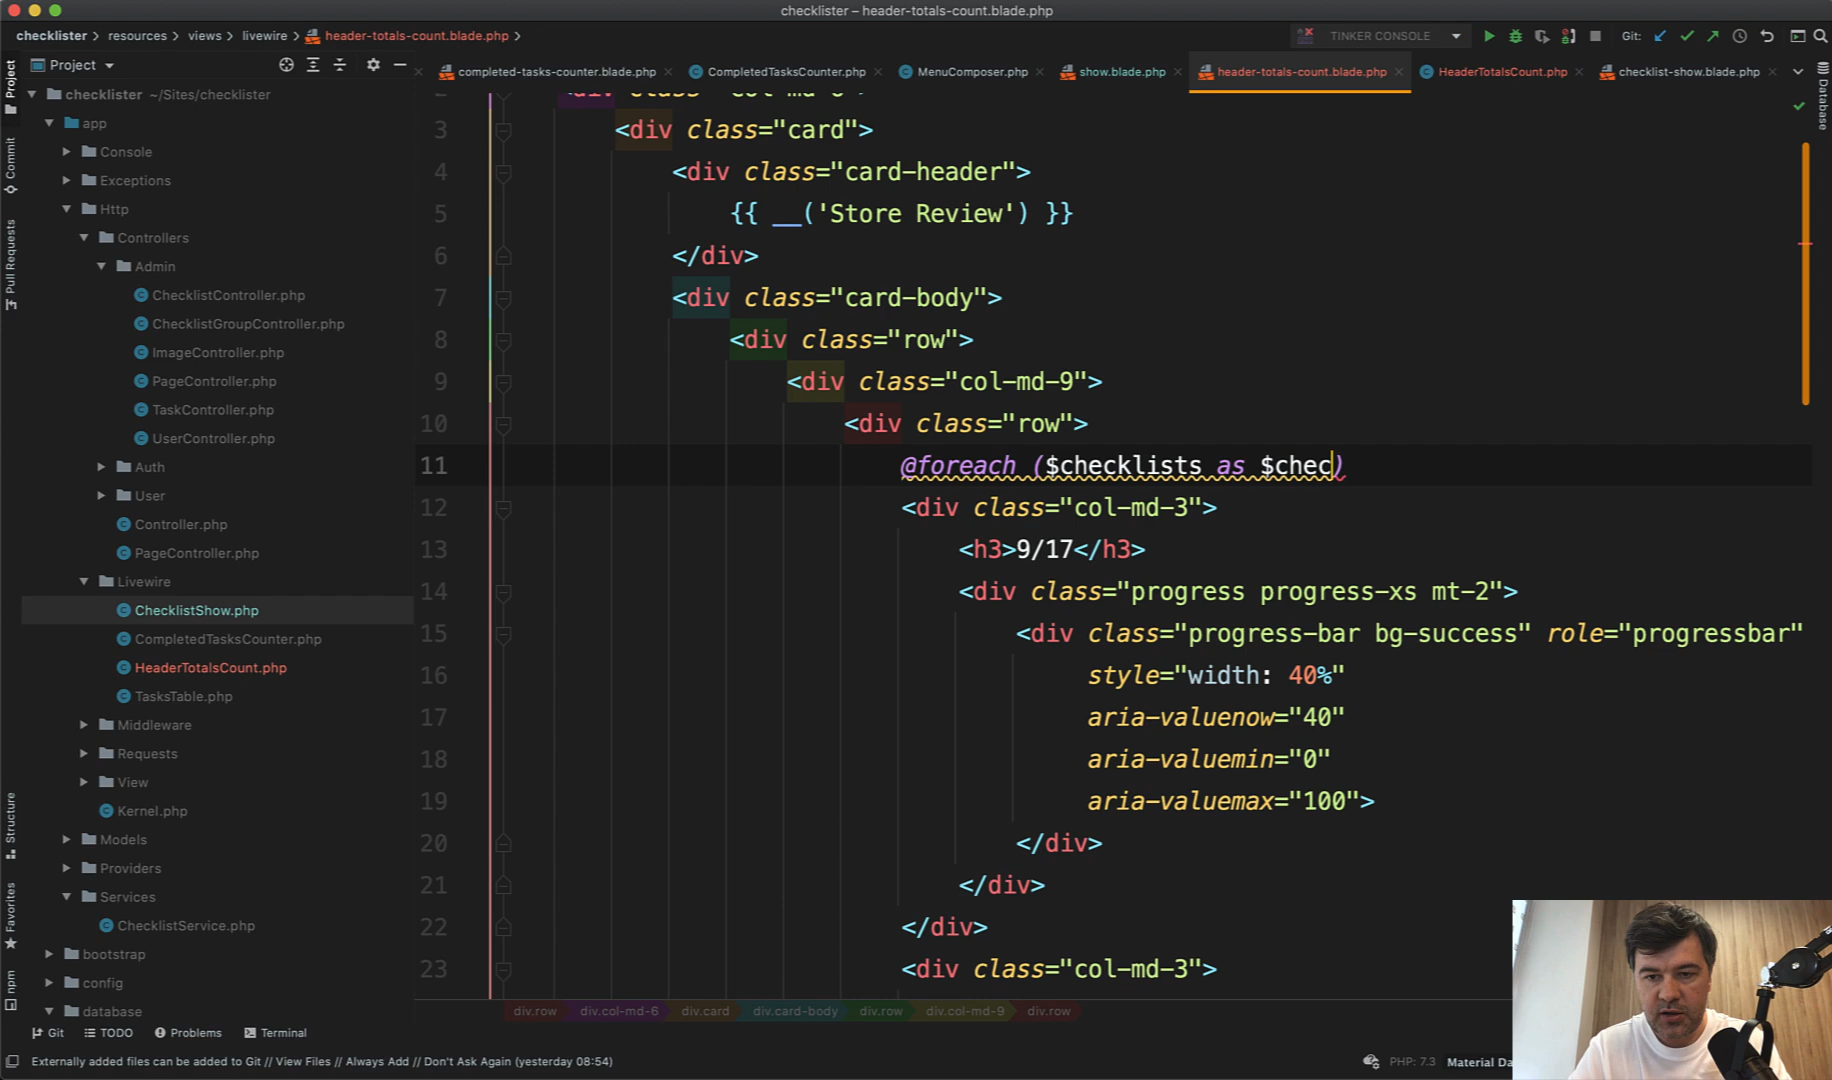 checklister – header-totals-count.blade.php
checklister > resources > views > livewire > header-totals-count.blade.php >
TINKER CONSOLE
Git:
Project
completed-tasks-counter.blade.php
CompletedTasksCounter.php
MenuComposer.php
show.blade.php
header-totals-count.blade.php
HeaderTotalsCount.php
checklist-show.blade.php
Project
Commit
Pull Requests
Structure
Favorites
npm
Database
checklister ~/Sites/checklister
app
Console
Exceptions
Http
Controllers
Admin
ChecklistController.php
ChecklistGroupController.php
ImageController.php
PageController.php
TaskController.php
UserController.php
Auth
User
Controller.php
PageController.php
Livewire
ChecklistShow.php
CompletedTasksCounter.php
HeaderTotalsCount.php
TasksTable.php
Middleware
Requests
View
Kernel.php
Models
Providers
Services
ChecklistService.php
bootstrap
config
database
3 <div class="card">
4 <div class="card-header">
5 {{ __('Store Review') }}
6 </div>
7 <div class="card-body">
8 <div class="row">
9 <div class="col-md-9">
10 <div class="row">
11 @foreach ($checklists as $chec)
12 <div class="col-md-3">
13 <h3>9/17</h3>
14 <div class="progress progress-xs mt-2">
15 <div class="progress-bar bg-success" role="progressbar"
16 style="width: 40%"
17 aria-valuenow="40"
18 aria-valuemin="0"
19 aria-valuemax="100">
20 </div>
21 </div>
22 </div>
23 <div class="col-md-3">
div.row div.col-md-6 div.card div.card-body div.row div.col-md-9 div.row
Git TODO Problems Terminal
Externally added files can be added to Git // View Files // Always Add // Don't Ask Again (yesterday 08:54)
PHP: 7.3 Material